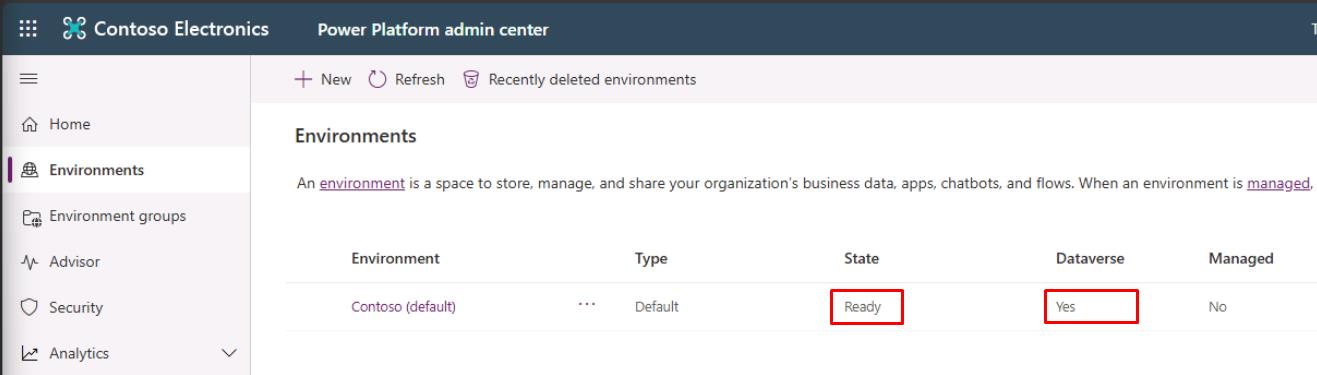 Contoso Electronics Power Platform admin center
New Refresh Recently deleted environments
Home
Environments
Environment groups
Advisor
Security
Analytics
Environments
An environment is a space to store, manage, and share your organization's business data, apps, chatbots, and flows. When an environment is managed,
Environment Type State Dataverse Managed
Contoso (default) ... Default Ready Yes No